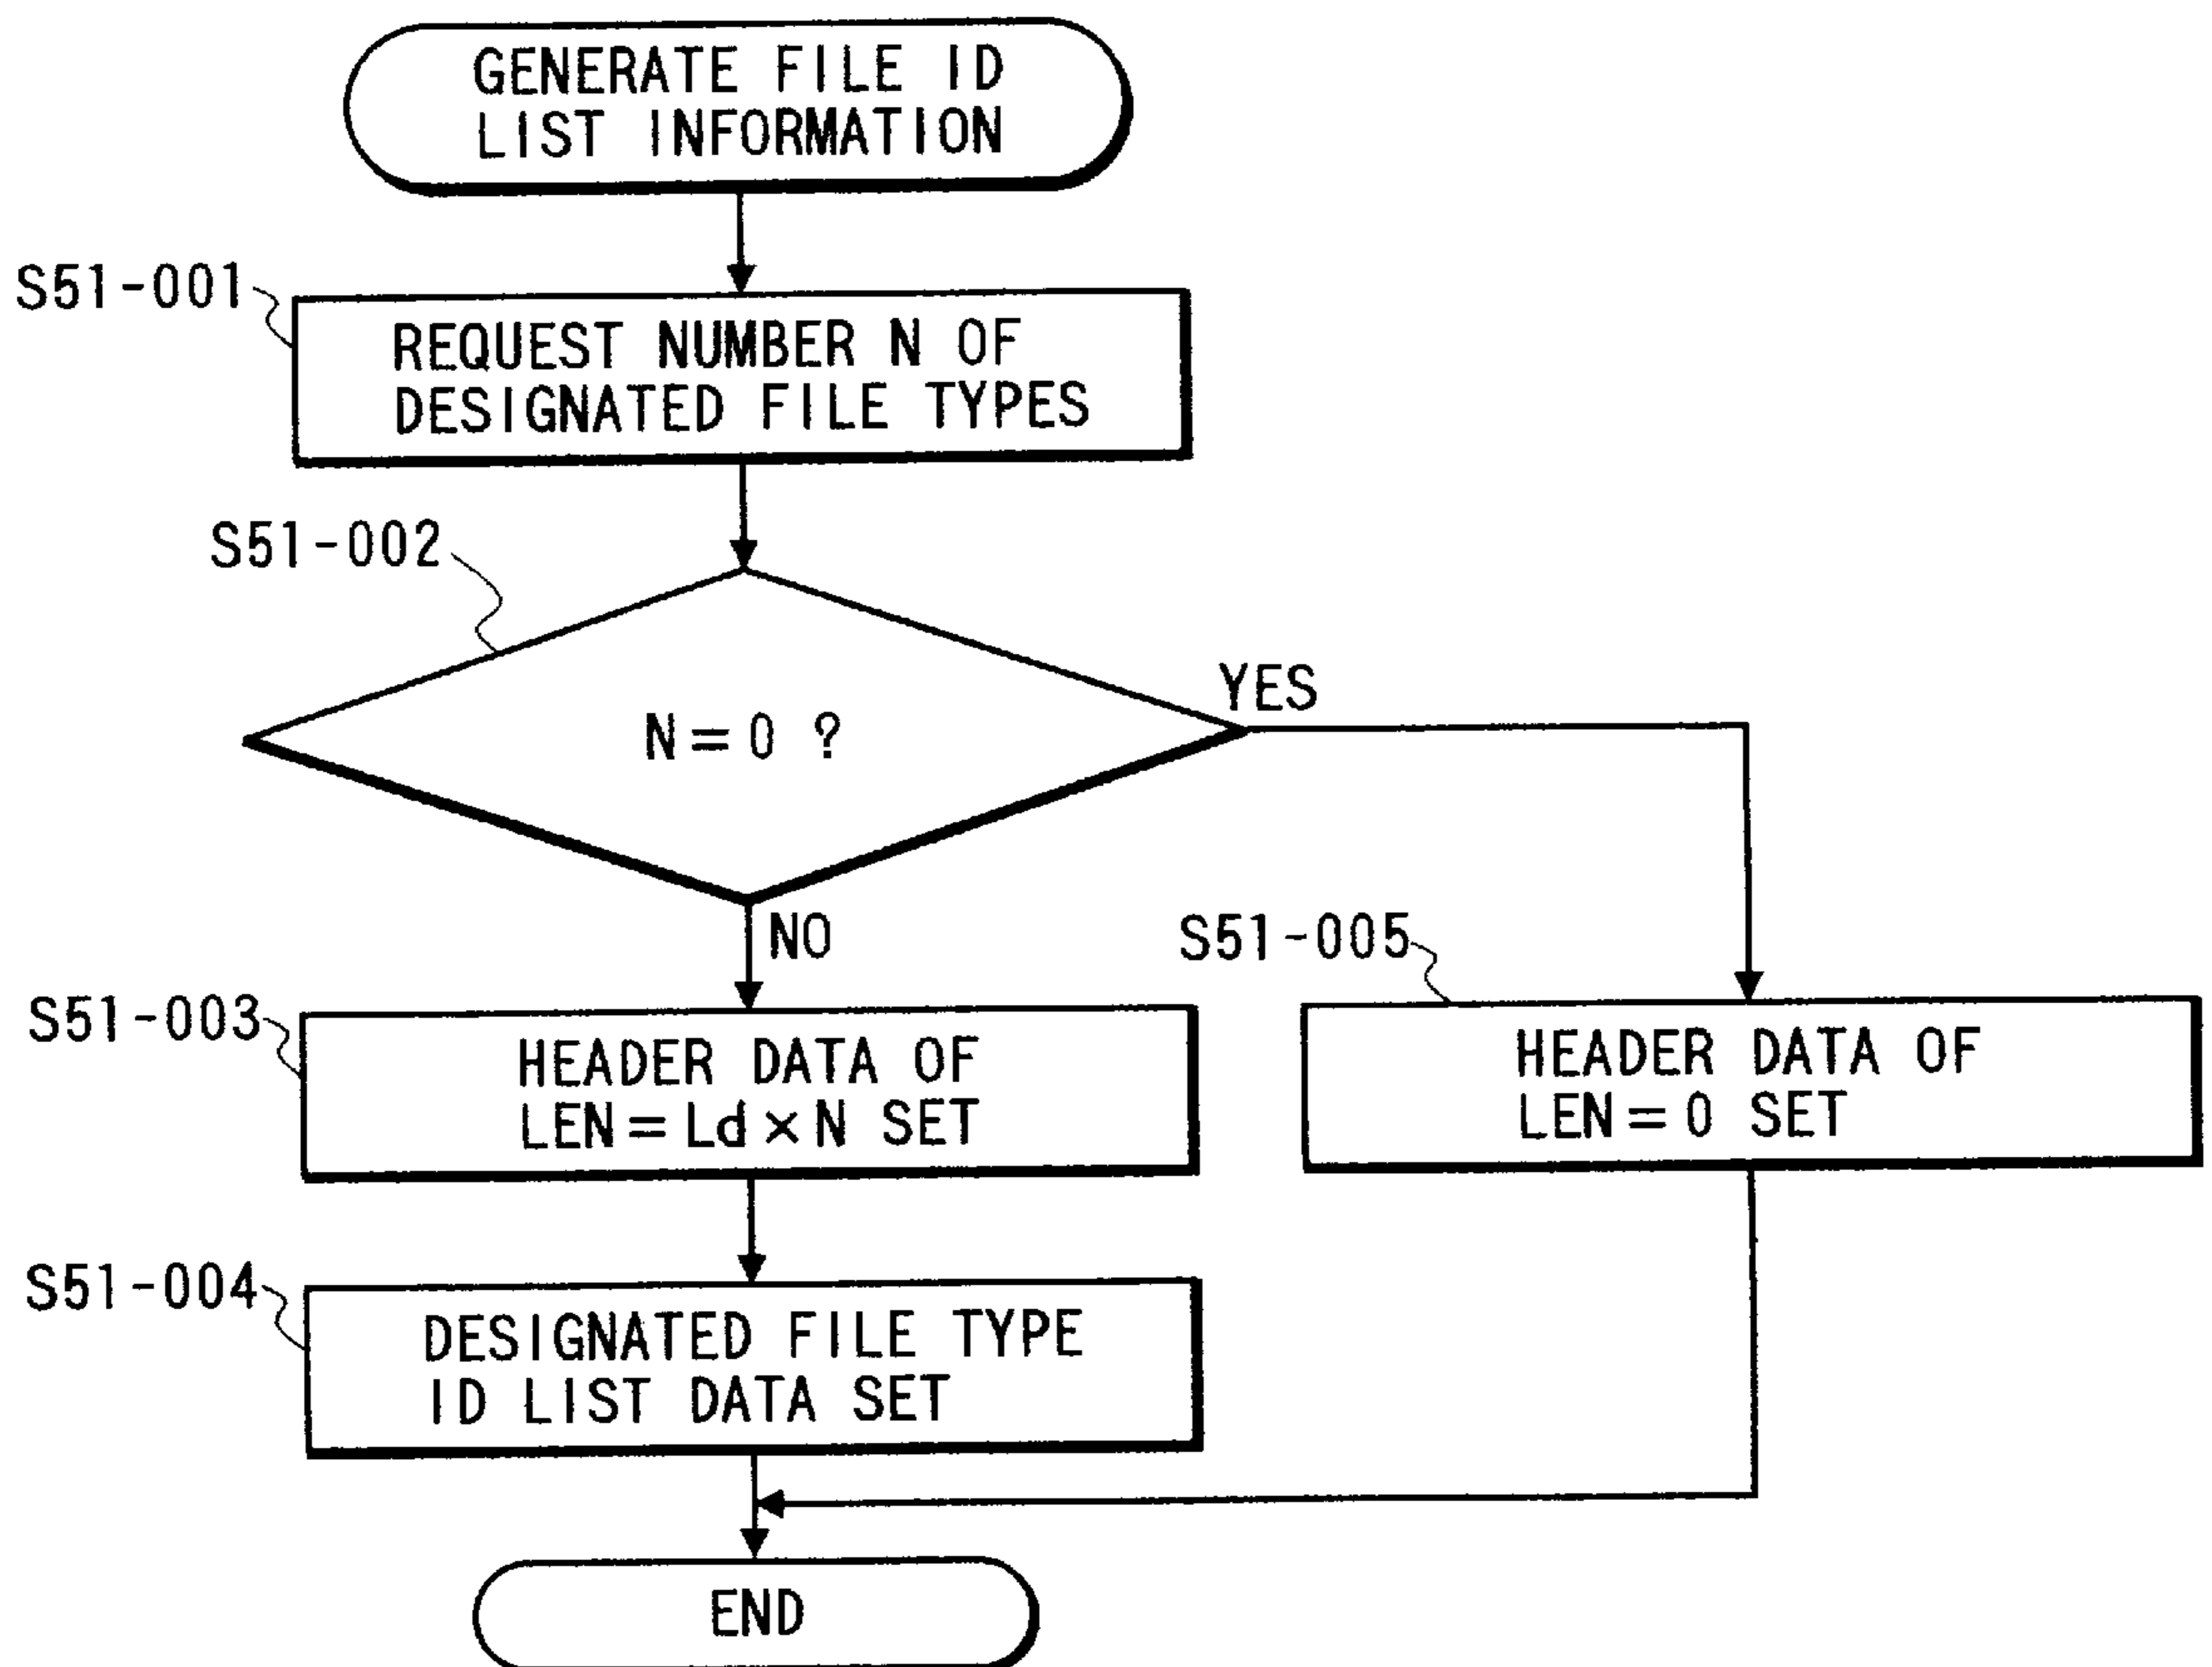 GENERATE FILE ID
LIST INFORMATION
S51-001
REQUEST NUMBER N OF
DESIGNATED FILE TYPES
S51-002
N=0 ?
YES
NO
S51-003
HEADER DATA OF
LEN=Ld×N SET
S51-005
HEADER DATA OF
LEN=0 SET
S51-004
DESIGNATED FILE TYPE
ID LIST DATA SET
END